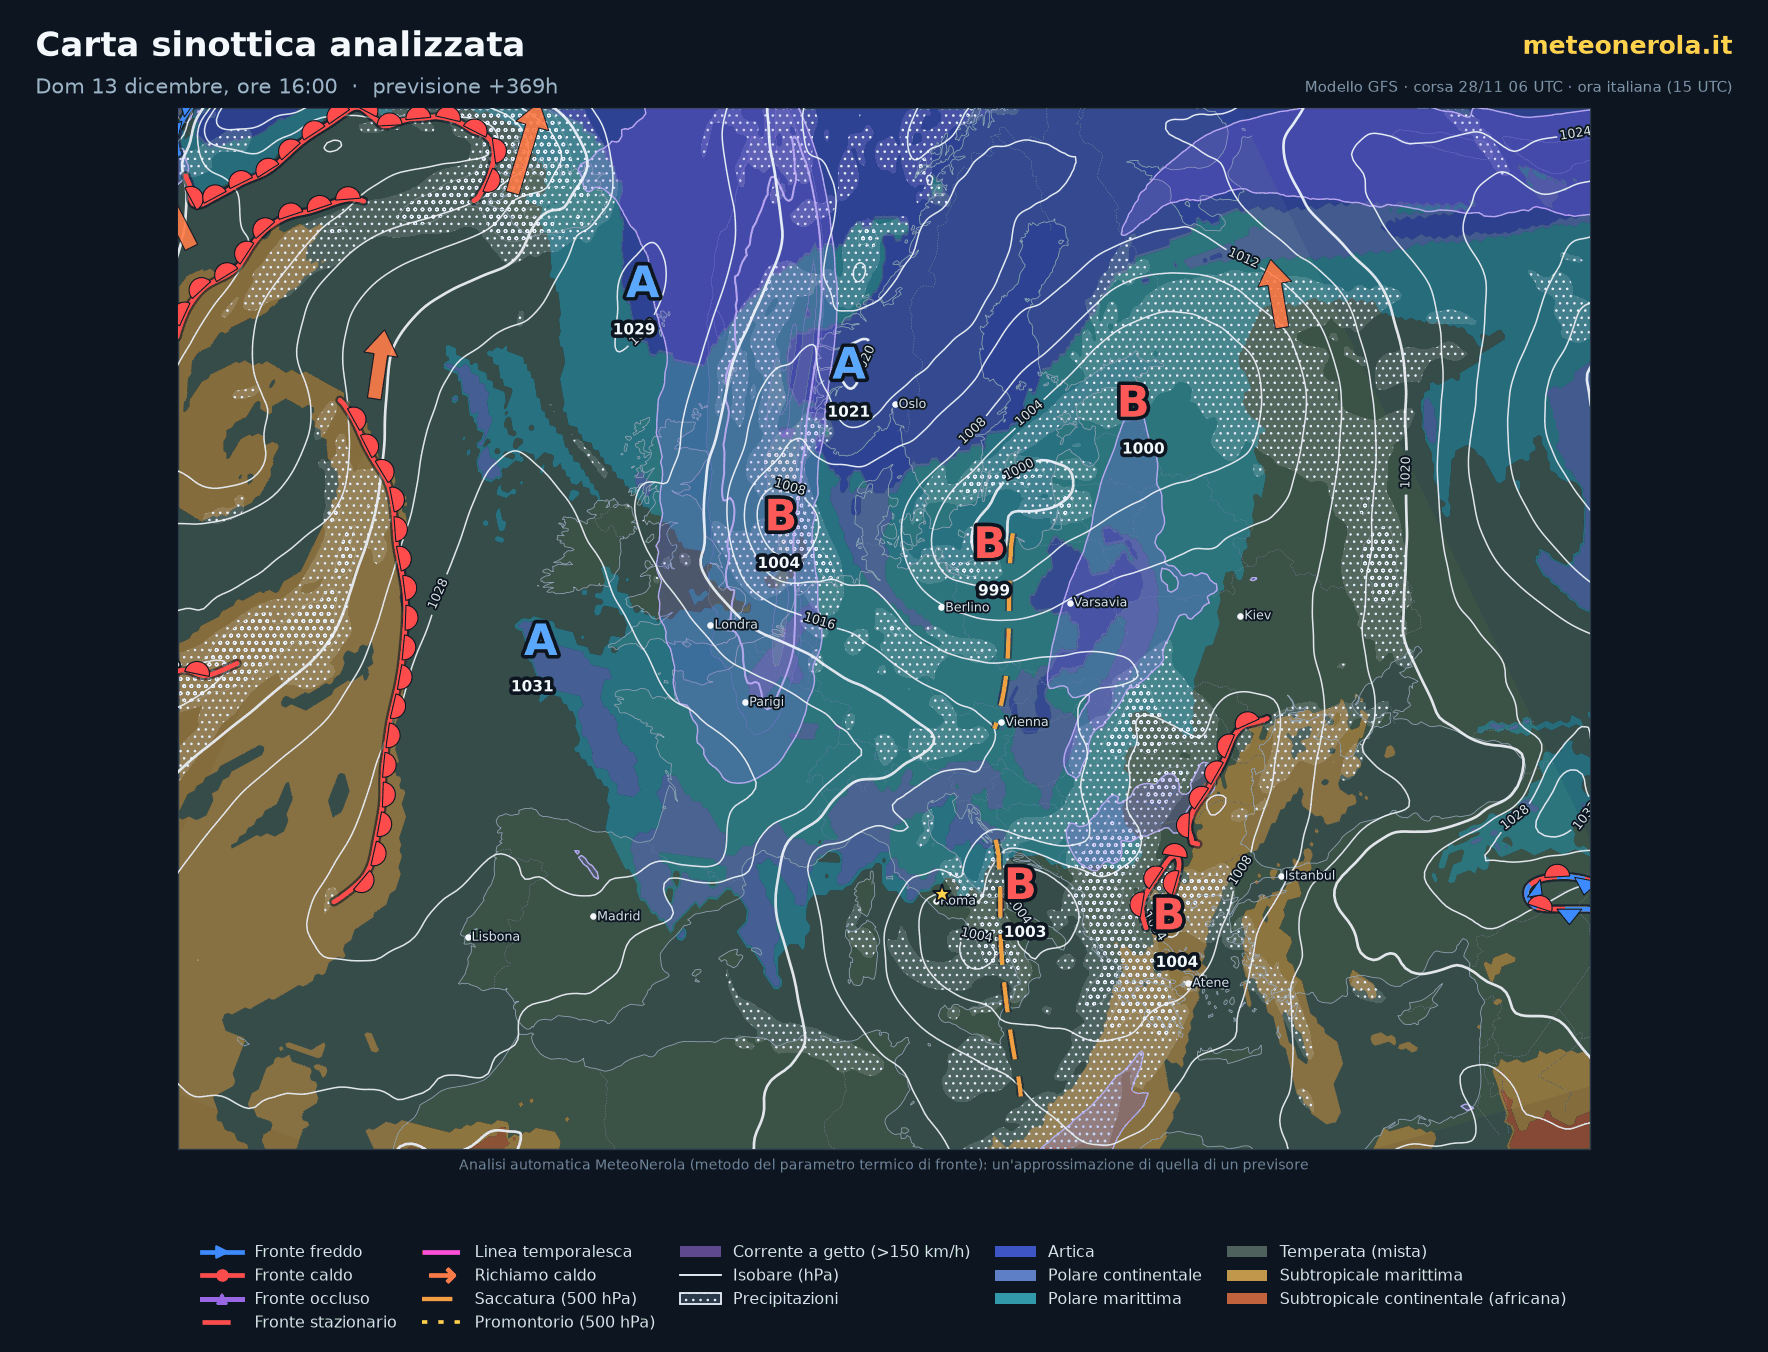 Carta sinottica analizzata
meteonerola.it
Dom 13 dicembre, ore 16:00 · previsione +369h
Modello GFS · corsa 28/11 06 UTC · ora italiana (15 UTC)
1024
1012
A
1029
A
1021
Oslo
1020
B
1000
1008
1004
1000
1008
B
1004
B
999
1028
Berlino
Varsavia
Kiev
Londra
1016
A
1031
Parigi
Vienna
1028
1008
Istanbul
Roma
B
1003
1004
B
1004
Madrid
Lisbona
Atene
Analisi automatica MeteoNerola (metodo del parametro termico di fronte): un'approssimazione di quella di un previsore
Fronte freddo
Fronte caldo
Fronte occluso
Fronte stazionario
Linea temporalesca
Richiamo caldo
Saccatura (500 hPa)
Promontorio (500 hPa)
Corrente a getto (>150 km/h)
Isobare (hPa)
Precipitazioni
Artica
Polare continentale
Polare marittima
Temperata (mista)
Subtropicale marittima
Subtropicale continentale (africana)